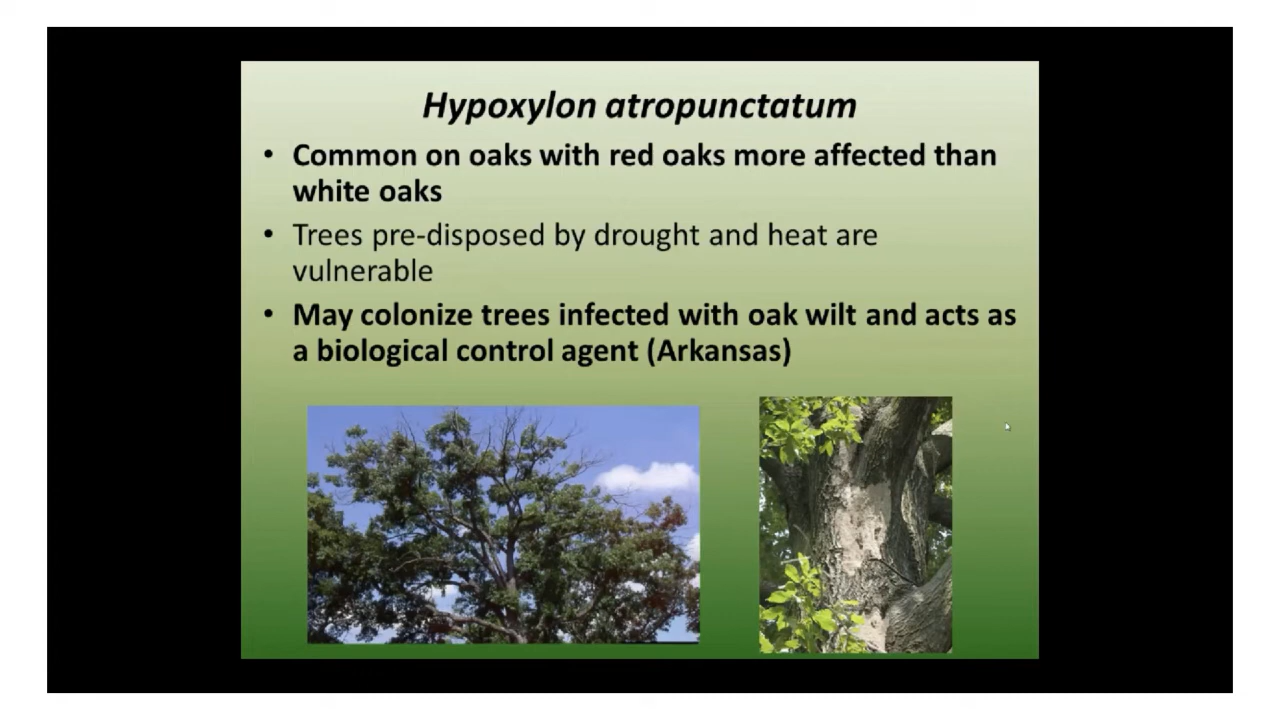 Hypoxylon atropunctatum
• Common on oaks with red oaks more affected than
white oaks
• Trees pre-disposed by drought and heat are
vulnerable
• May colonize trees infected with oak wilt and acts as
a biological control agent (Arkansas)